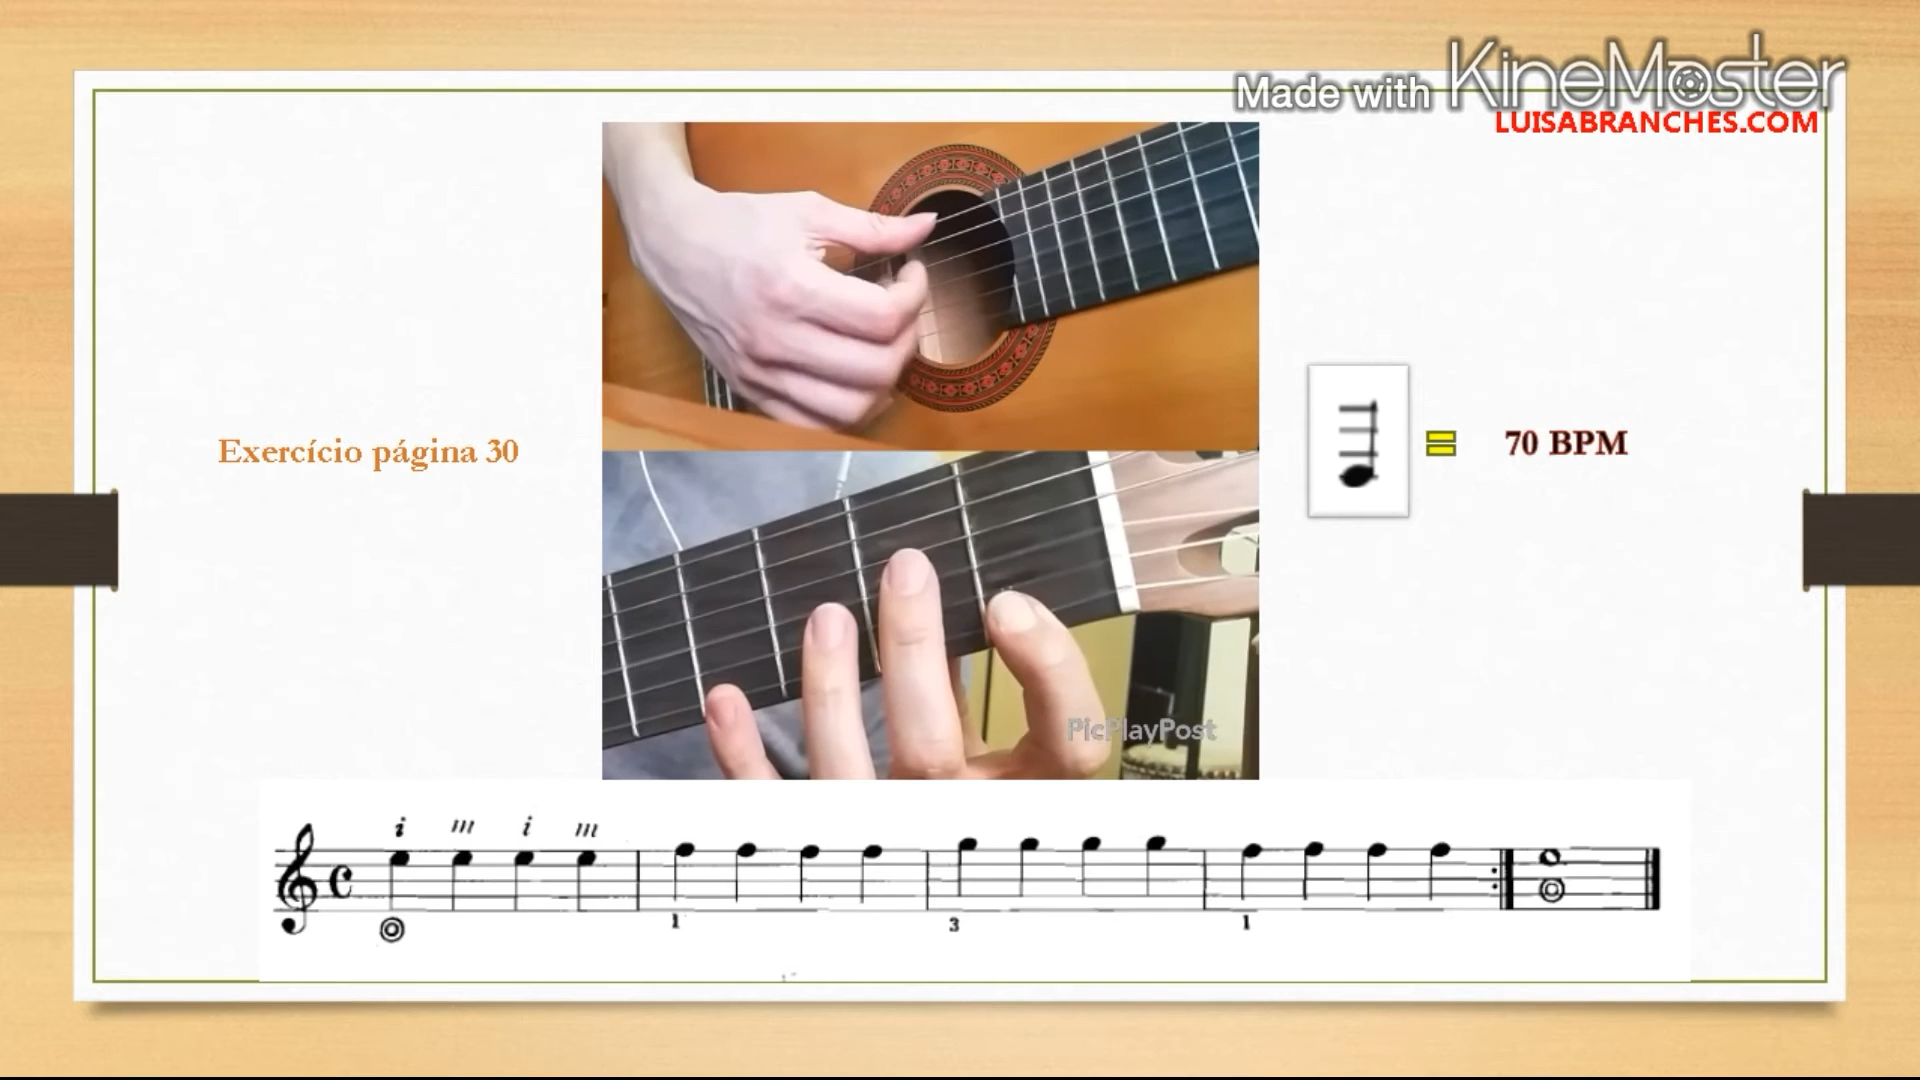 Made with KineMaster
LUISABRANCHES.COM
Exercício página 30
= 70 BPM
PicPlayPost
i m i m
1 3 1